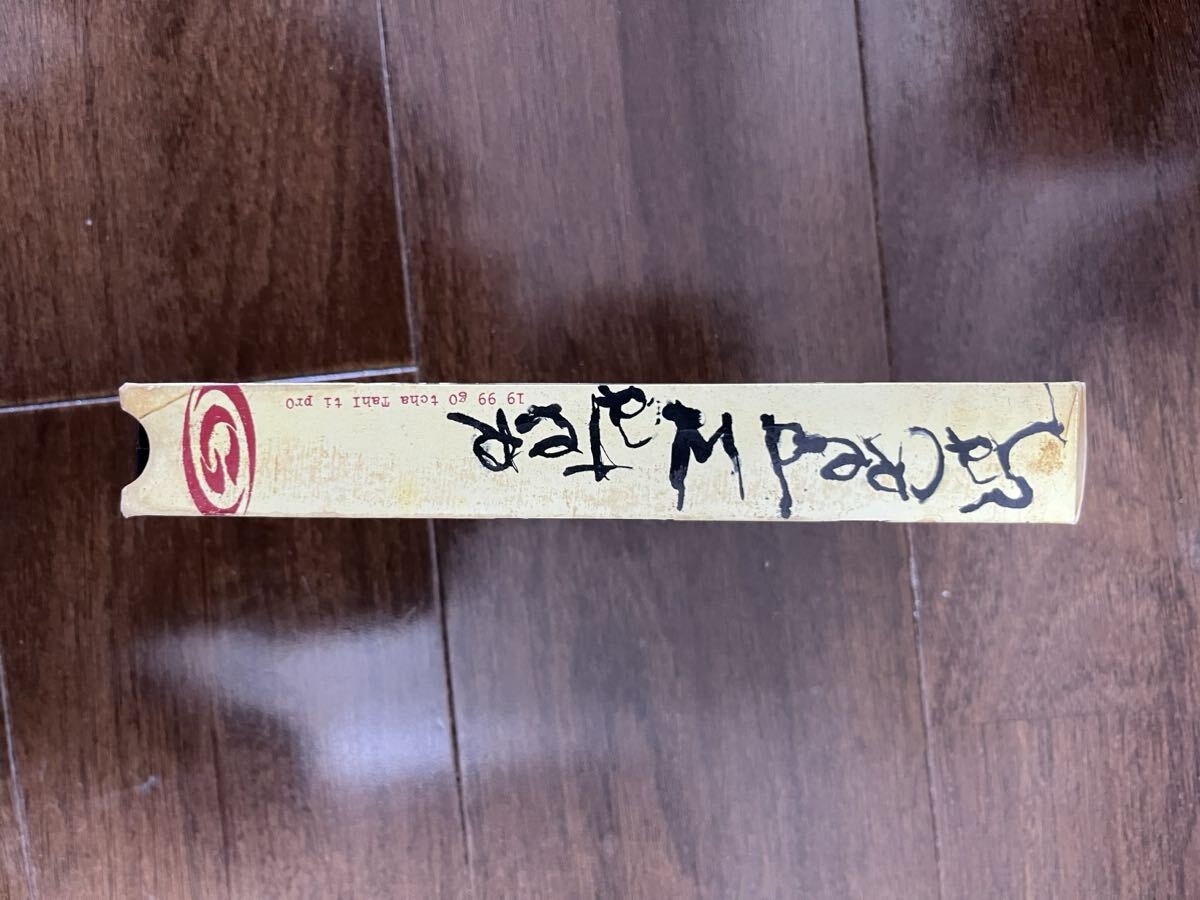 Sacred Water
19 99 gO tcha TahI ti prO
G